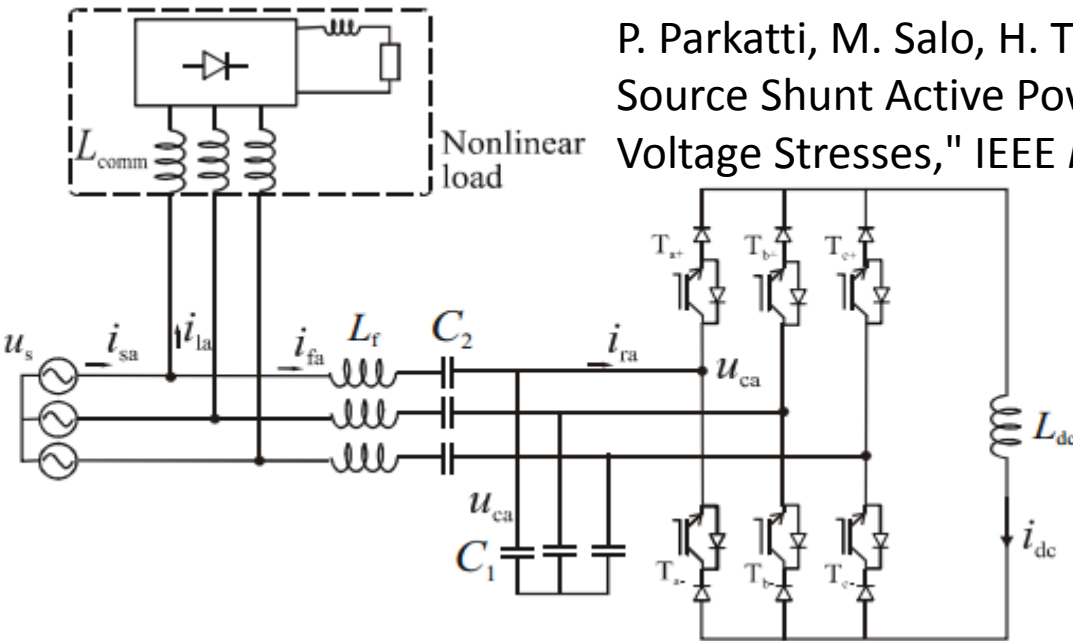 P. Parkatti, M. Salo, H. T
Source Shunt Active Pov
Voltage Stresses," IEEE
L_comm
Nonlinear
load
T_a+
T_b+
T_c+
u_s
i_sa
i_la
i_fa
L_f
C_2
i_ra
u_ca
L_dc
u_ca
C_1
T_a-
T_b-
T_c-
i_dc